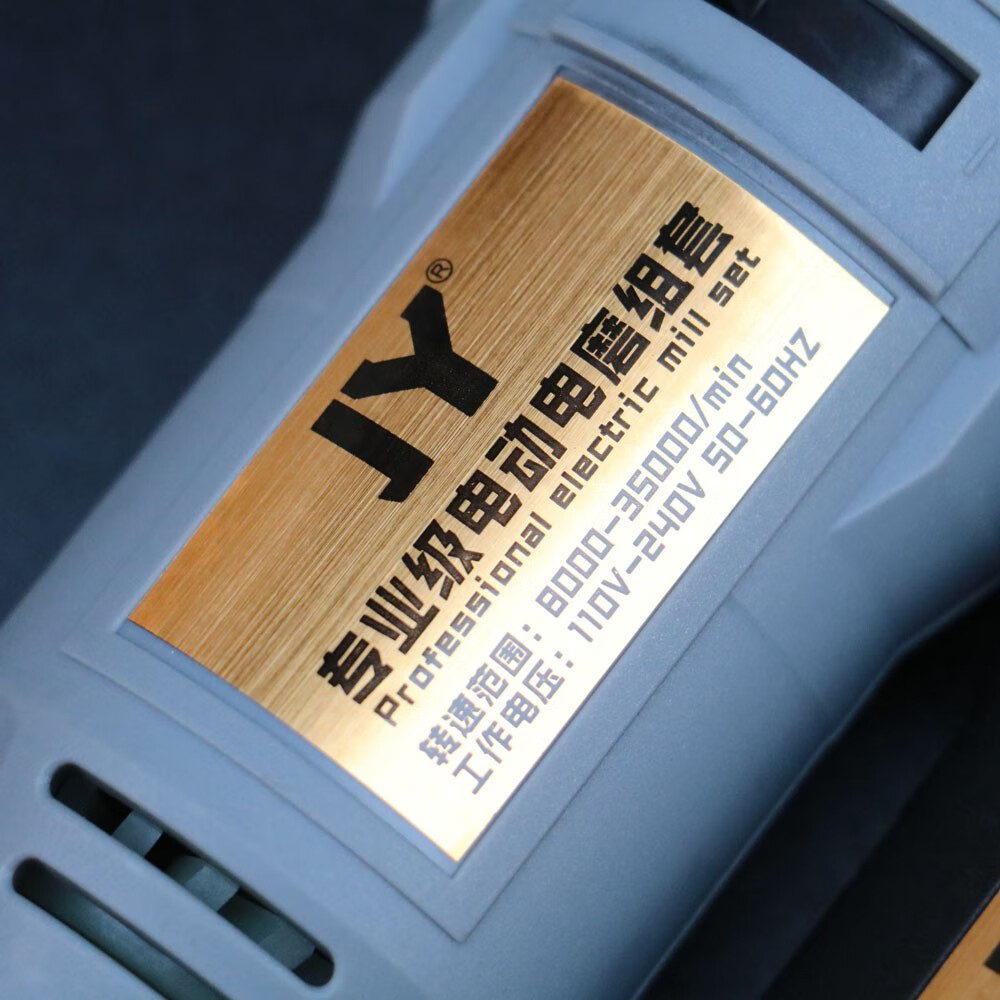 JY®
专业级电动电磨组套
Professional electric mill set
转速范围：8000-35000/min
工作电压：110V-240V 50-60HZ